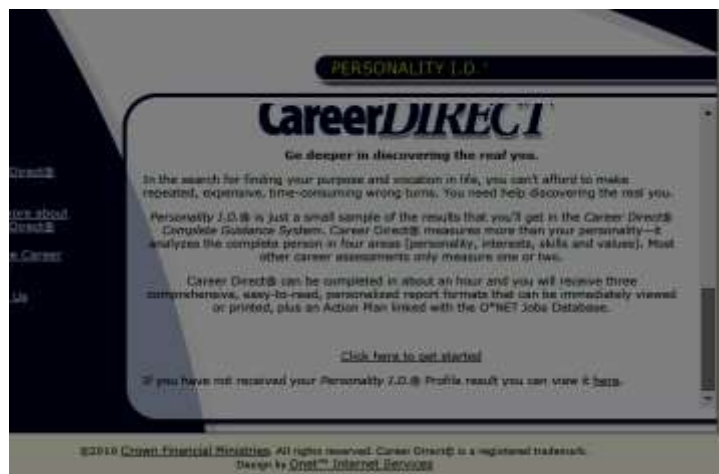 PERSONALITY I.D.®
CareerDIRECT®
Go deeper in discovering the real you.
In the search for finding your purpose and vocation in life, you can't afford to make
repeated, expensive, time-consuming wrong turns. You need help discovering the real you.
Personality I.D.® is just a small sample of the results that you'll get in the Career Direct®
Complete Guidance System. Career Direct® measures more than your personality—it
analyzes the complete person in four areas (personality, interests, skills and values). Most
other career assessments only measure one or two.
Career Direct® can be completed in about an hour and you will receive three
comprehensive, easy-to-read, personalized report formats that can be immediately viewed
or printed, plus an Action Plan linked with the O*NET Jobs Database.
Click here to get started
If you have not received your Personality I.D.® Profile result you can view it here.
Direct®
more about
Direct®
Career
Us
©2010 Crown Financial Ministries. All rights reserved. Career Direct® is a registered trademark.
Design by Onet™ Internet Services